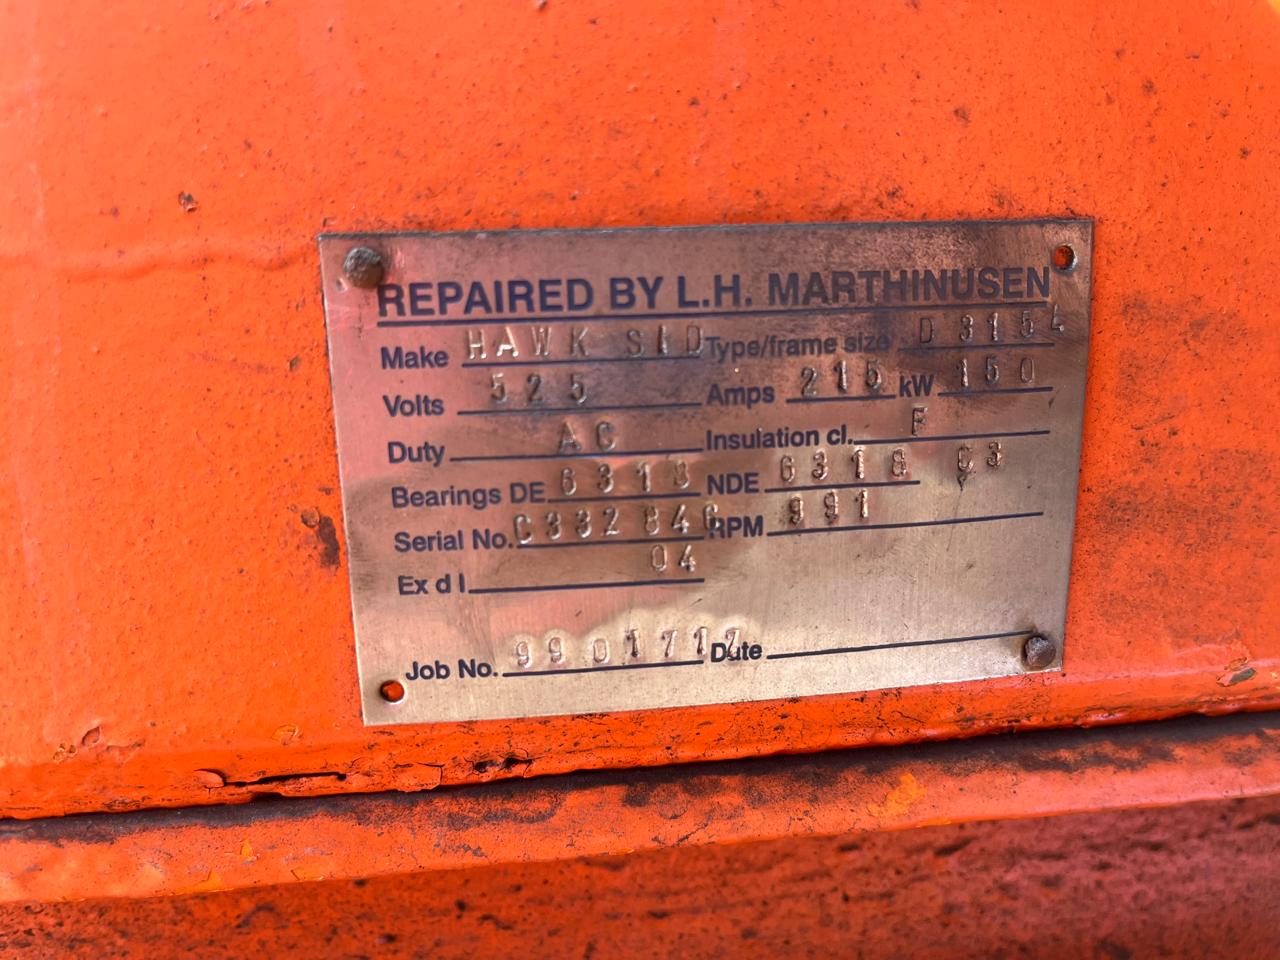 REPAIRED BY L.H. MARTHINUSEN
Make HAWK SID Type/frame size D 315 L
Volts 525 Amps 215 kW 150
Duty AC Insulation cl. F
Bearings DE 6318 NDE 6318 C3
Serial No. C332846 RPM 991
04
Ex d I
Job No. 9901717 Date